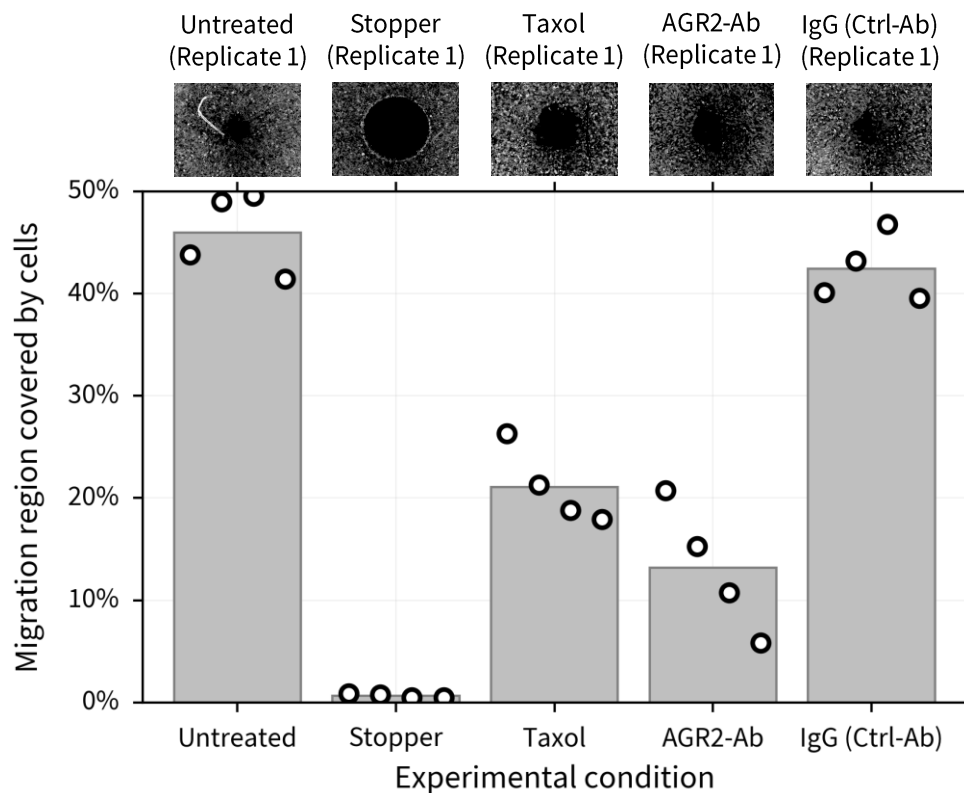 Untreated
(Replicate 1)
Stopper
(Replicate 1)
Taxol
(Replicate 1)
AGR2-Ab
(Replicate 1)
IgG (Ctrl-Ab)
(Replicate 1)
Migration region covered by cells
50%
40%
30%
20%
10%
0%
Untreated
Stopper
Taxol
AGR2-Ab
IgG (Ctrl-Ab)
Experimental condition